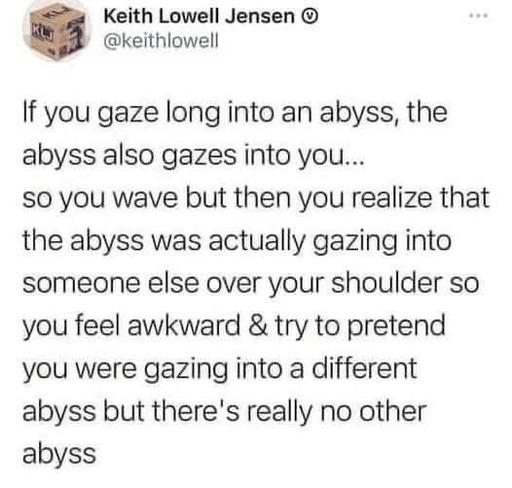 KLJ
KLJ
Keith Lowell Jensen
@keithlowell
If you gaze long into an abyss, the
abyss also gazes into you...
so you wave but then you realize that
the abyss was actually gazing into
someone else over your shoulder so
you feel awkward & try to pretend
you were gazing into a different
abyss but there's really no other
abyss